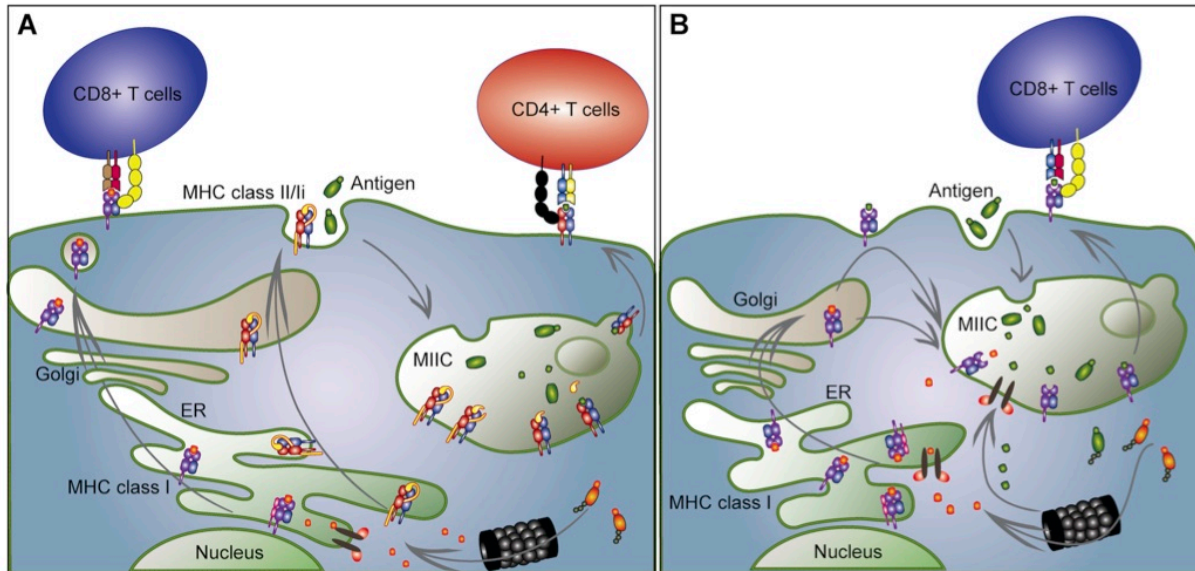 A
CD8+ T cells
CD4+ T cells
MHC class II/Ii
Antigen
Golgi
MIIC
ER
MHC class I
Nucleus
B
CD8+ T cells
Antigen
Golgi
MIIC
ER
MHC class I
Nucleus